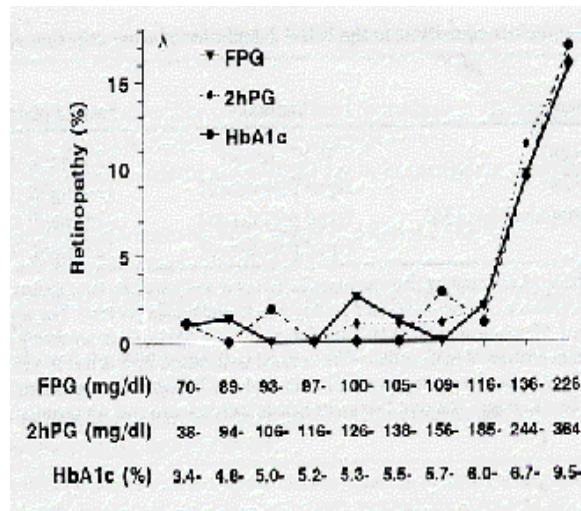 15
10
5
0
Retinopathy (%)
FPG
2hPG
HbA1c
FPG (mg/dl) 70- 89- 93- 97- 100- 105- 109- 116- 136- 226-
2hPG (mg/dl) 38- 94- 106- 116- 126- 138- 156- 185- 244- 364-
HbA1c (%) 3.4- 4.8- 5.0- 5.2- 5.3- 5.5- 5.7- 6.0- 6.7- 9.5-